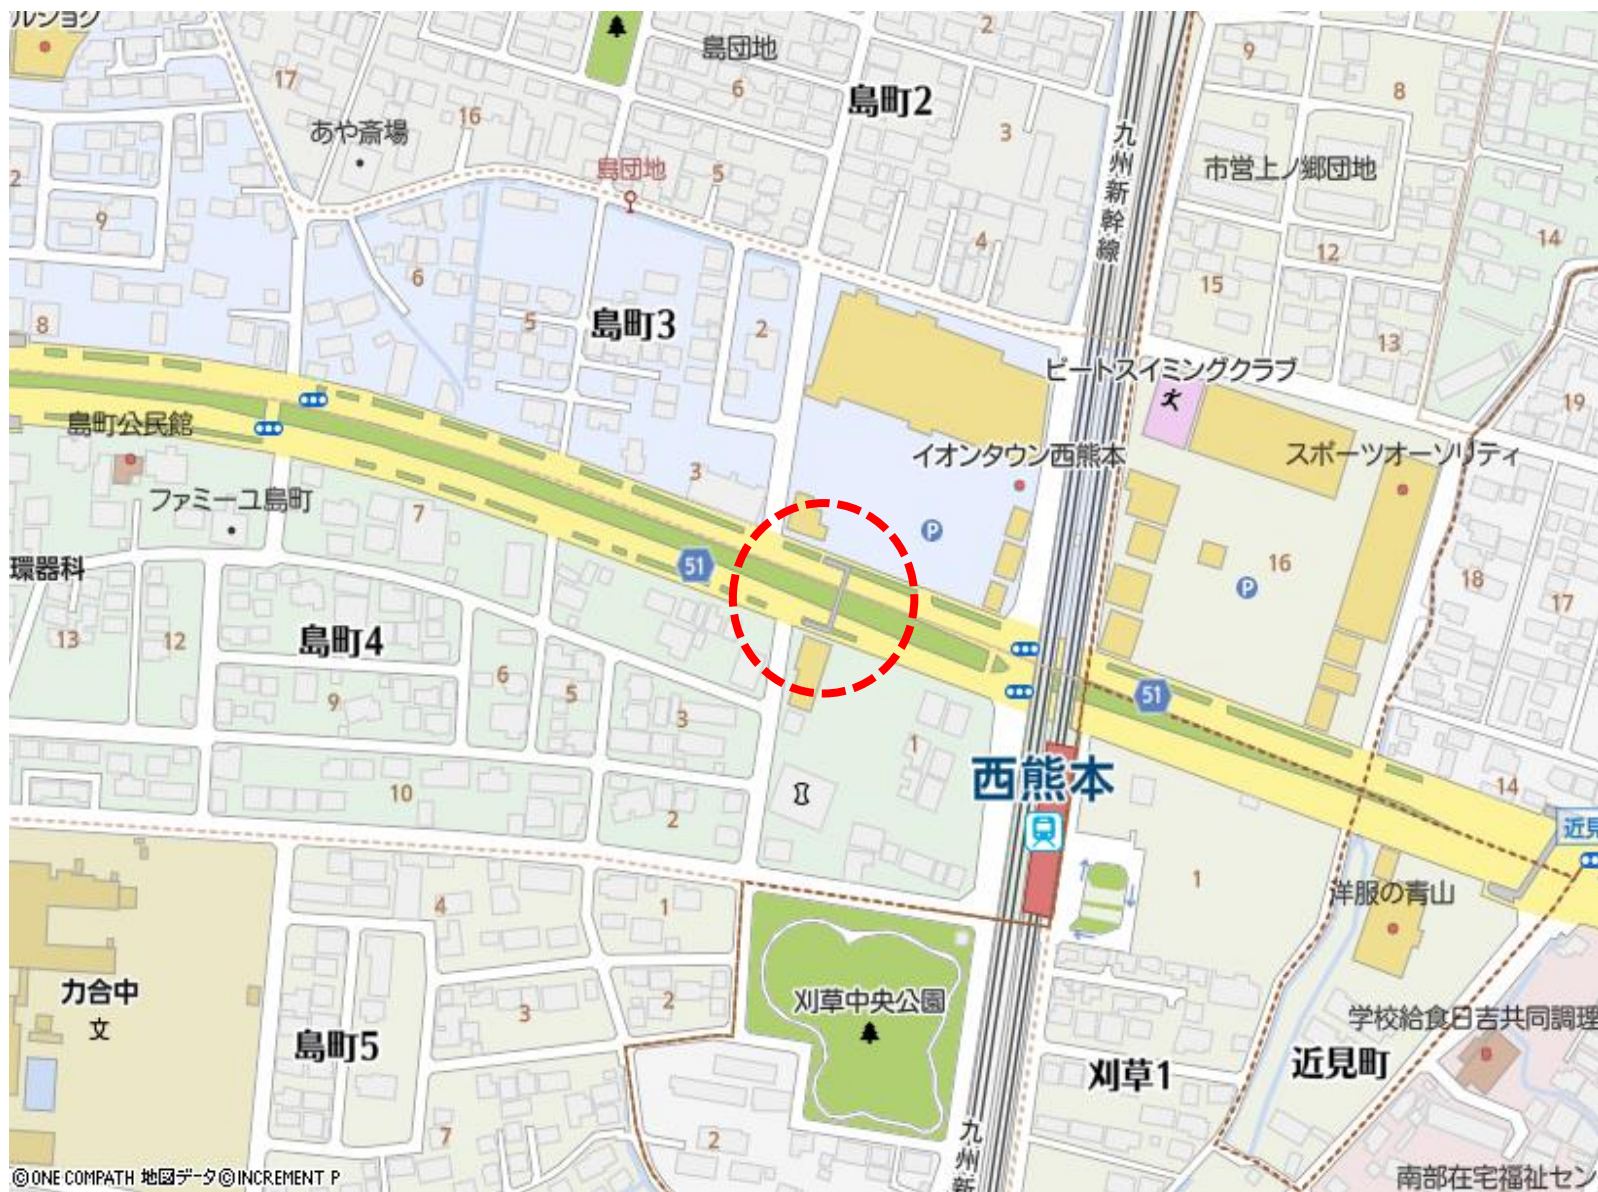 ルショク
島団地
島町2
あや斎場
島団地
九州新幹線
市営上ノ郷団地
島町3
ピートスイミングクラブ
島町公民館
イオンタウン西熊本
スポーツオーソリティ
ファミーユ島町
環器科
51
島町4
51
西熊本
近見
洋服の青山
力合中
文
刈草中央公園
学校給食日吉共同調理
島町5
刈草1
近見町
九州新
南部在宅福祉セン
©ONE COMPATH 地図データ©INCREMENT P
2
17
6
16
3
5
9
8
2
9
4
12
14
15
6
5
2
8
13
19
3
7
P
P
16
18
17
13
12
6
5
9
3
1
14
10
2
1
4
1
3
2
7
2